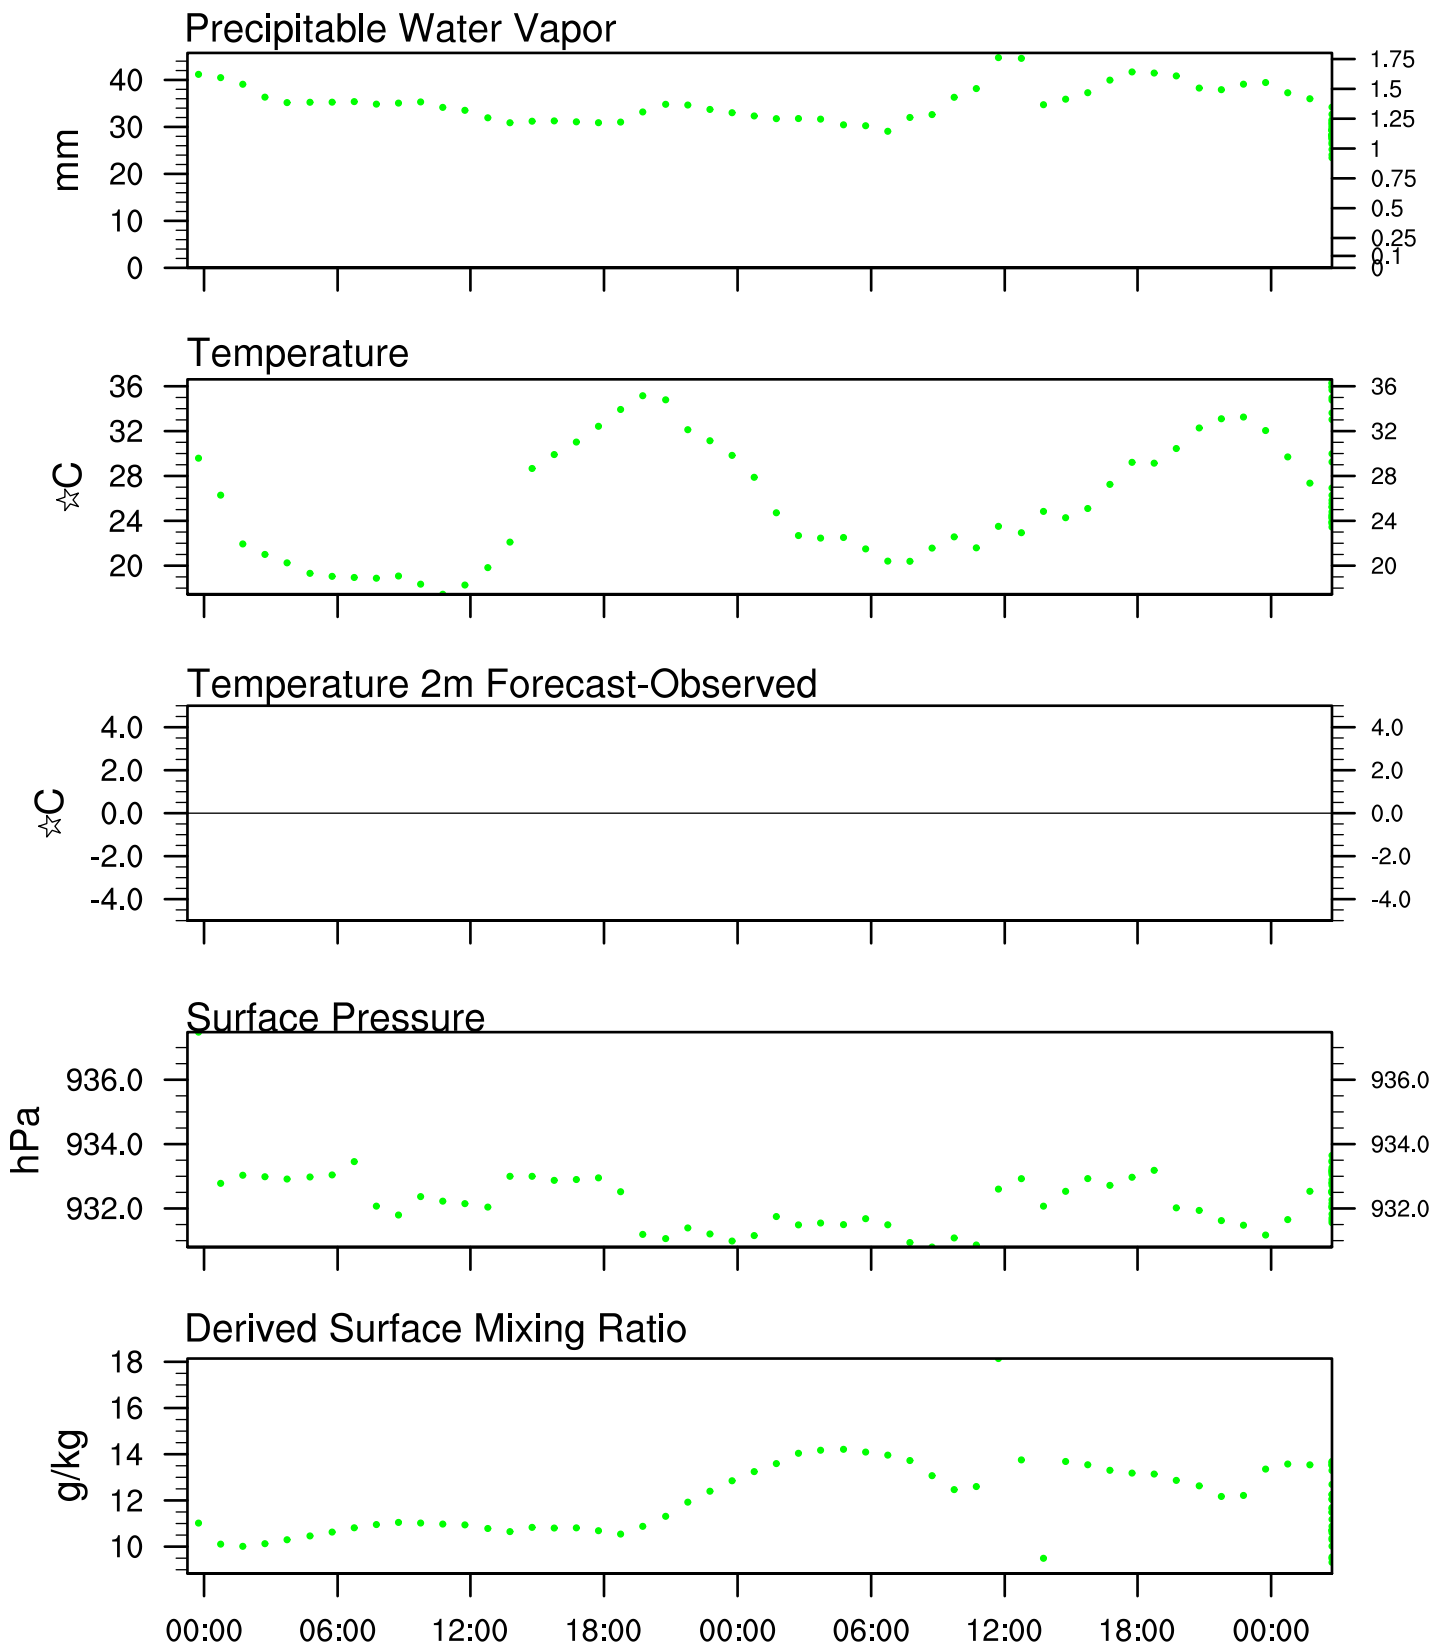 Precipitable Water Vapor
40 1.75
30 1.5
20 1.25
10 1
0 0.75
mm 0.5
0.25
0.1
0
Temperature
36 36
32 32
28 28
24 24
20 20
☆C
Temperature 2m Forecast-Observed
4.0 4.0
2.0 2.0
0.0 0.0
-2.0 -2.0
-4.0 -4.0
☆C
Surface Pressure
936.0 936.0
934.0 934.0
932.0 932.0
hPa
Derived Surface Mixing Ratio
18
16
14
12
10
g/kg
00:00 06:00 12:00 18:00 00:00 06:00 12:00 18:00 00:00